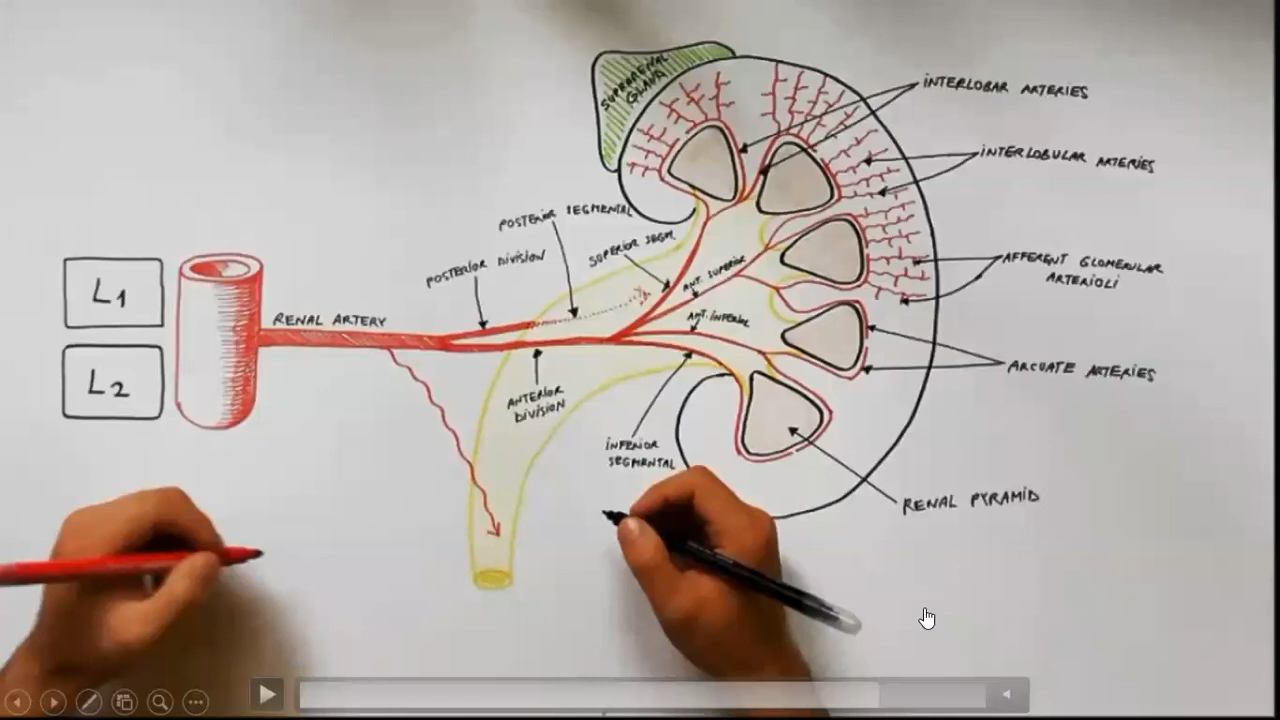 SUPRARENAL
GLAND
INTERLOBAR ARTERIES
INTERLOBULAR ARTERIES
POSTERIOR SEGMENTAL
SUPERIOR SEGM.
POSTERIOR DIVISION
ANT. SUPERIOR
AFFERENT GLOMERULAR
ARTERIOLI
L1
RENAL ARTERY
ANT. INFERIOR
L2
ARCUATE ARTERIES
ANTERIOR
DIVISION
INFERIOR
SEGMENTAL
RENAL PYRAMID